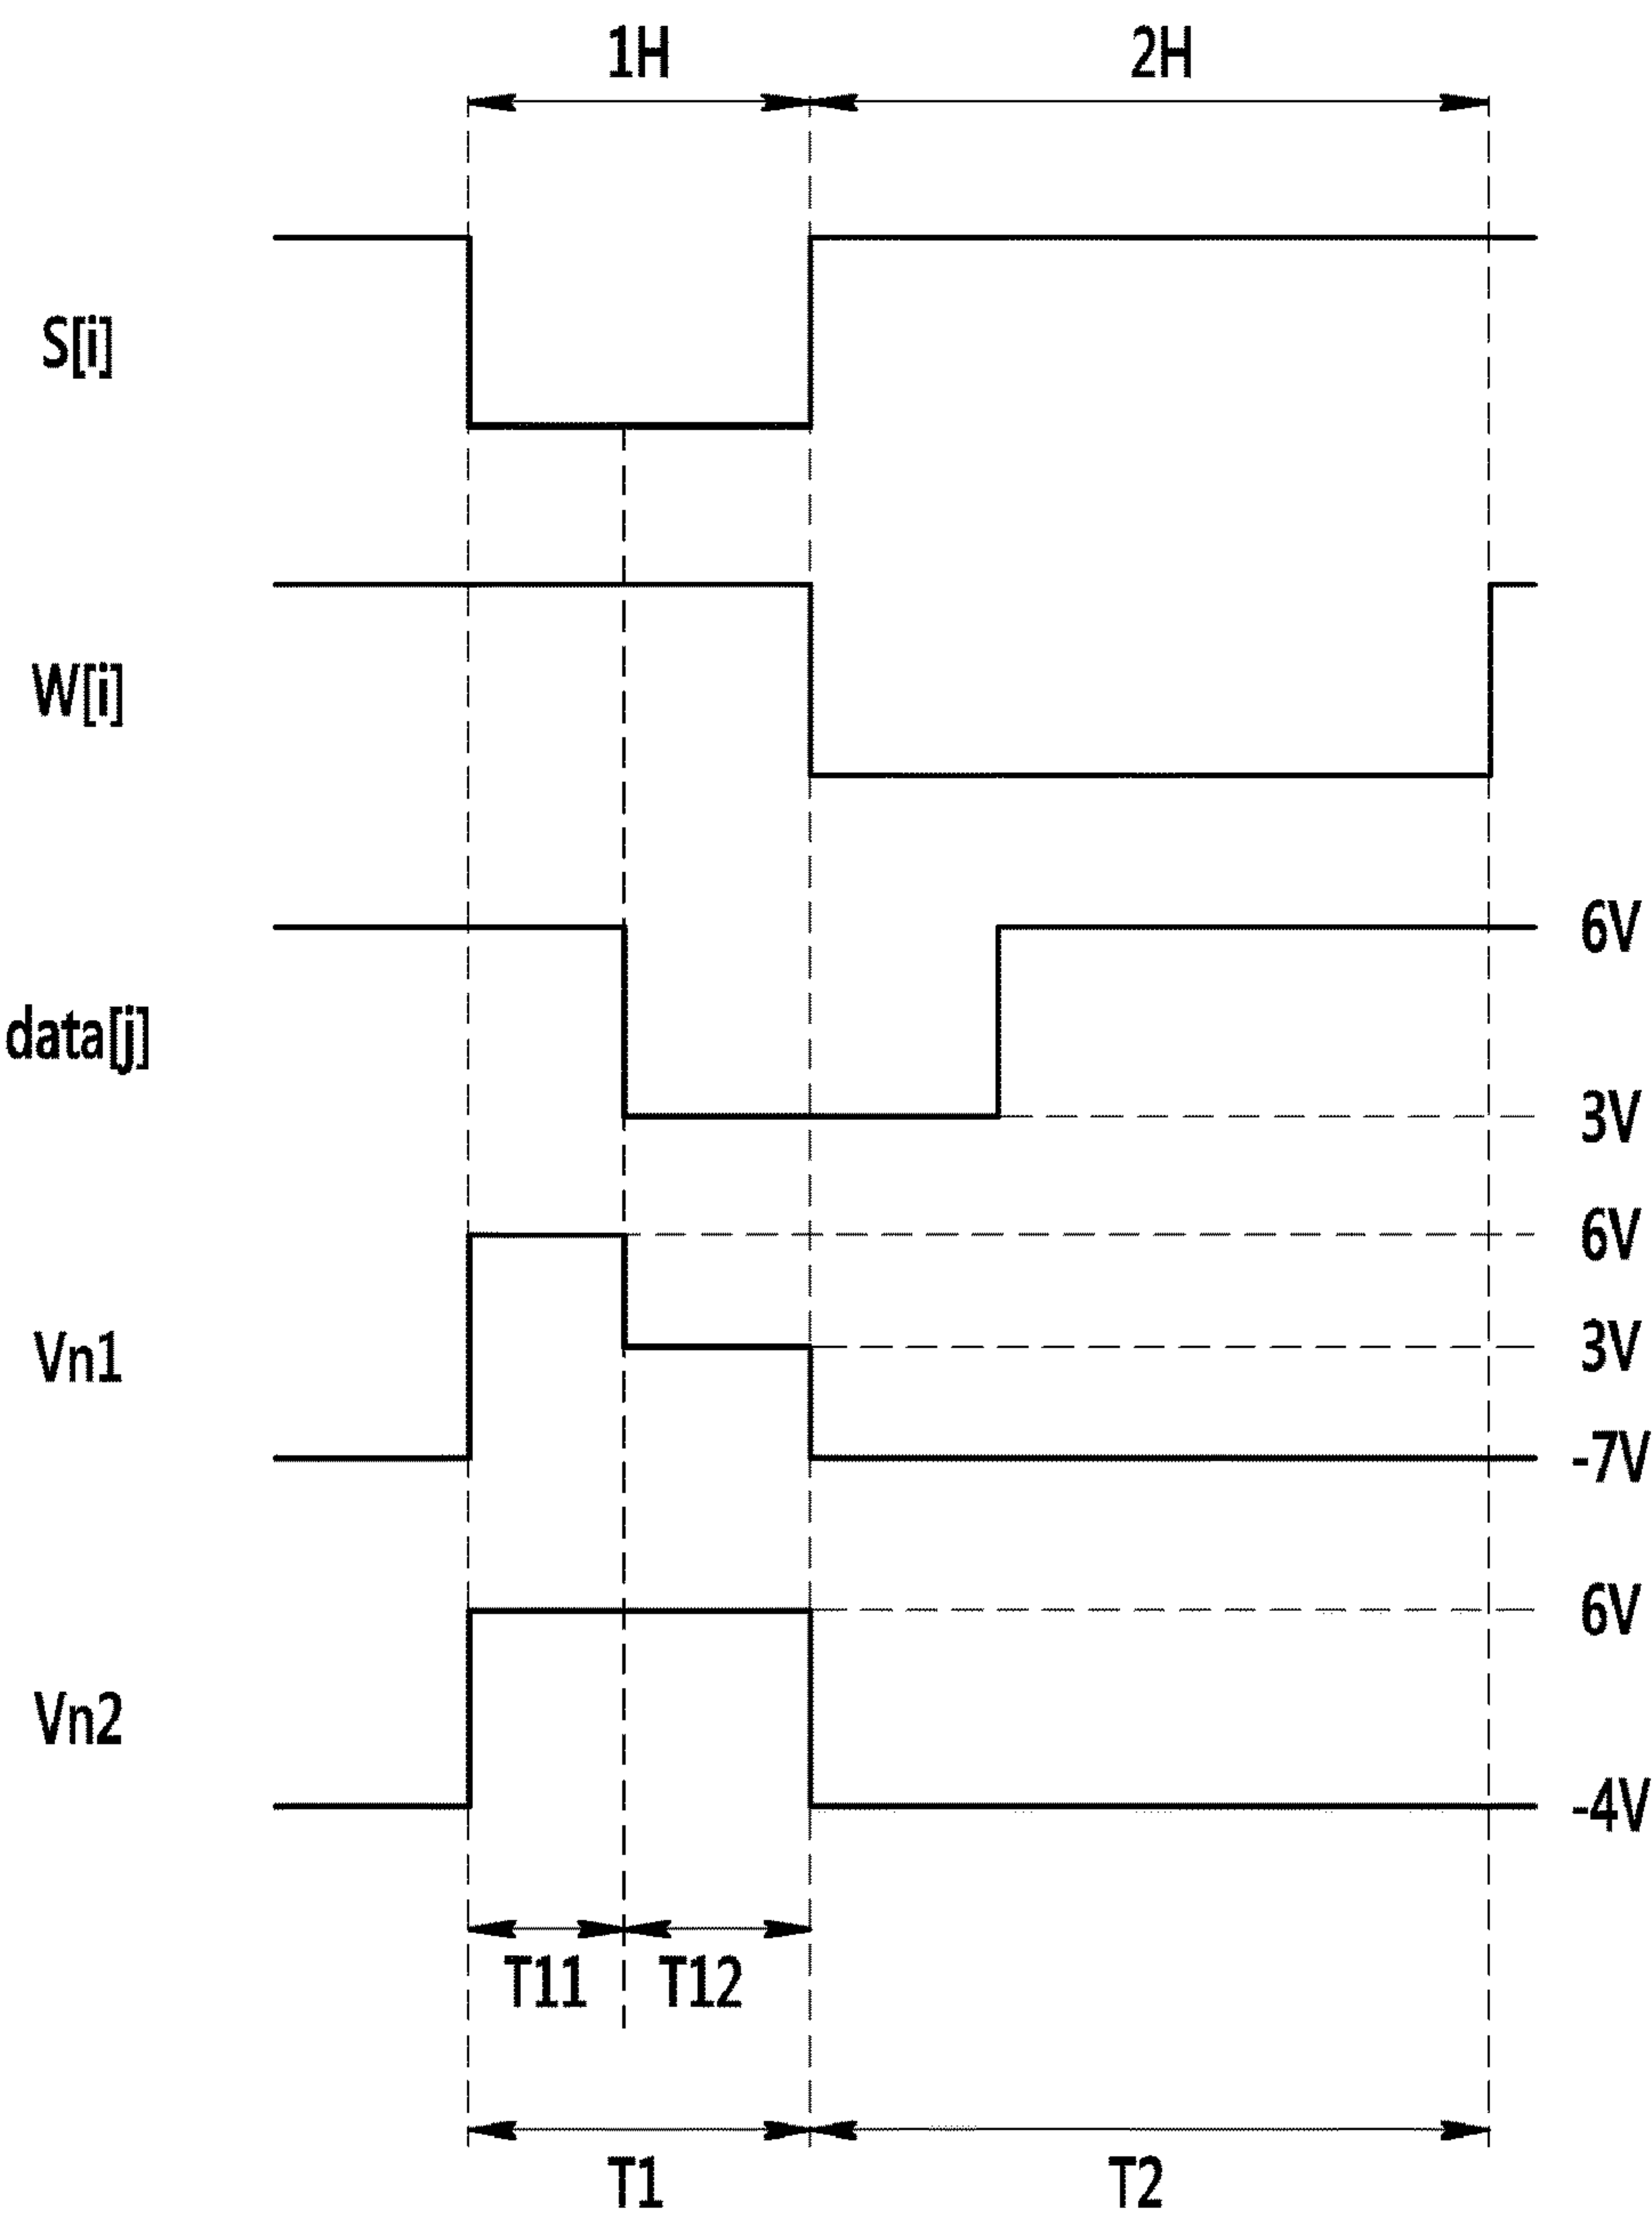 1H 2H
S[i]
W[i]
6V
data[j]
3V
6V
Vn1 3V
-7V
6V
Vn2
-4V
T11 T12
T1 T2